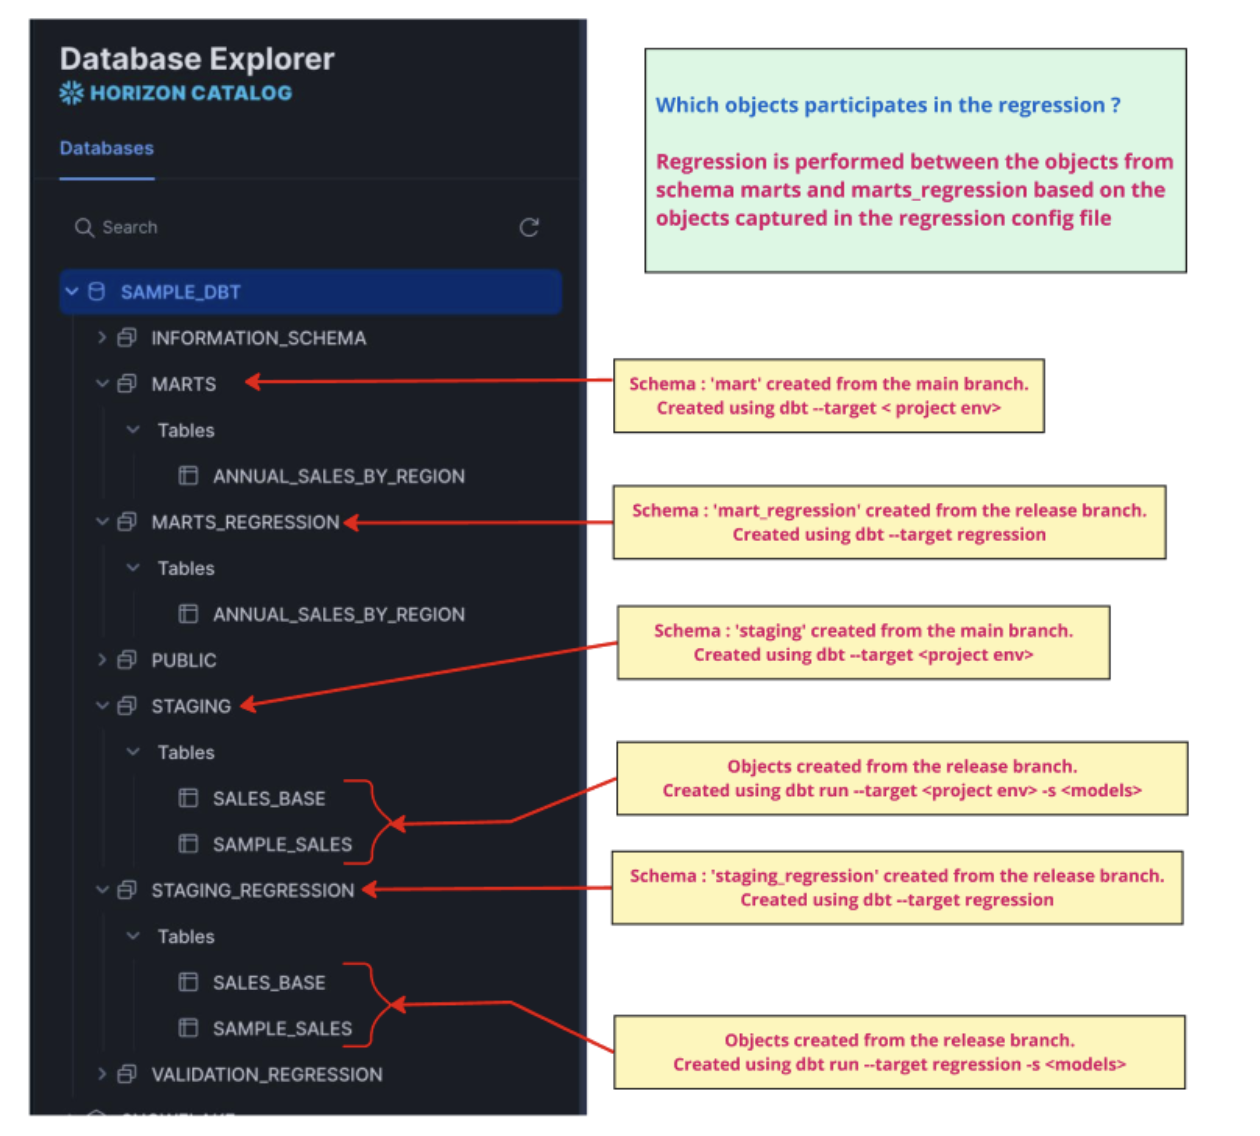 Database Explorer
HORIZON CATALOG
Databases
Search
SAMPLE_DBT
INFORMATION_SCHEMA
MARTS
Tables
ANNUAL_SALES_BY_REGION
MARTS_REGRESSION
Tables
ANNUAL_SALES_BY_REGION
PUBLIC
STAGING
Tables
SALES_BASE
SAMPLE_SALES
STAGING_REGRESSION
Tables
SALES_BASE
SAMPLE_SALES
VALIDATION_REGRESSION
Which objects participates in the regression ?
Regression is performed between the objects from
schema marts and marts_regression based on the
objects captured in the regression config file
Schema : 'mart' created from the main branch.
Created using dbt --target < project env>
Schema : 'mart_regression' created from the release branch.
Created using dbt --target regression
Schema : 'staging' created from the main branch.
Created using dbt --target <project env>
Objects created from the release branch.
Created using dbt run --target <project env> -s <models>
Schema : 'staging_regression' created from the release branch.
Created using dbt --target regression
Objects created from the release branch.
Created using dbt run --target regression -s <models>